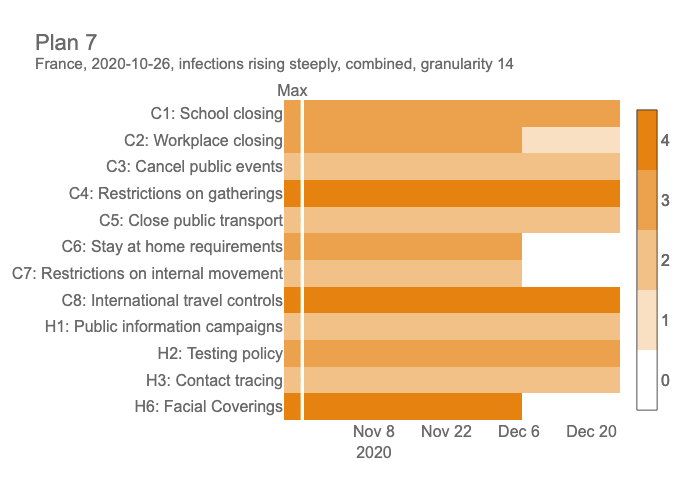 Plan 7
France, 2020-10-26, infections rising steeply, combined, granularity 14
Max
C1: School closing
C2: Workplace closing
C3: Cancel public events
C4: Restrictions on gatherings
C5: Close public transport
C6: Stay at home requirements
C7: Restrictions on internal movement
C8: International travel controls
H1: Public information campaigns
H2: Testing policy
H3: Contact tracing
H6: Facial Coverings
4
3
2
1
0
Nov 8 Nov 22 Dec 6 Dec 20
2020